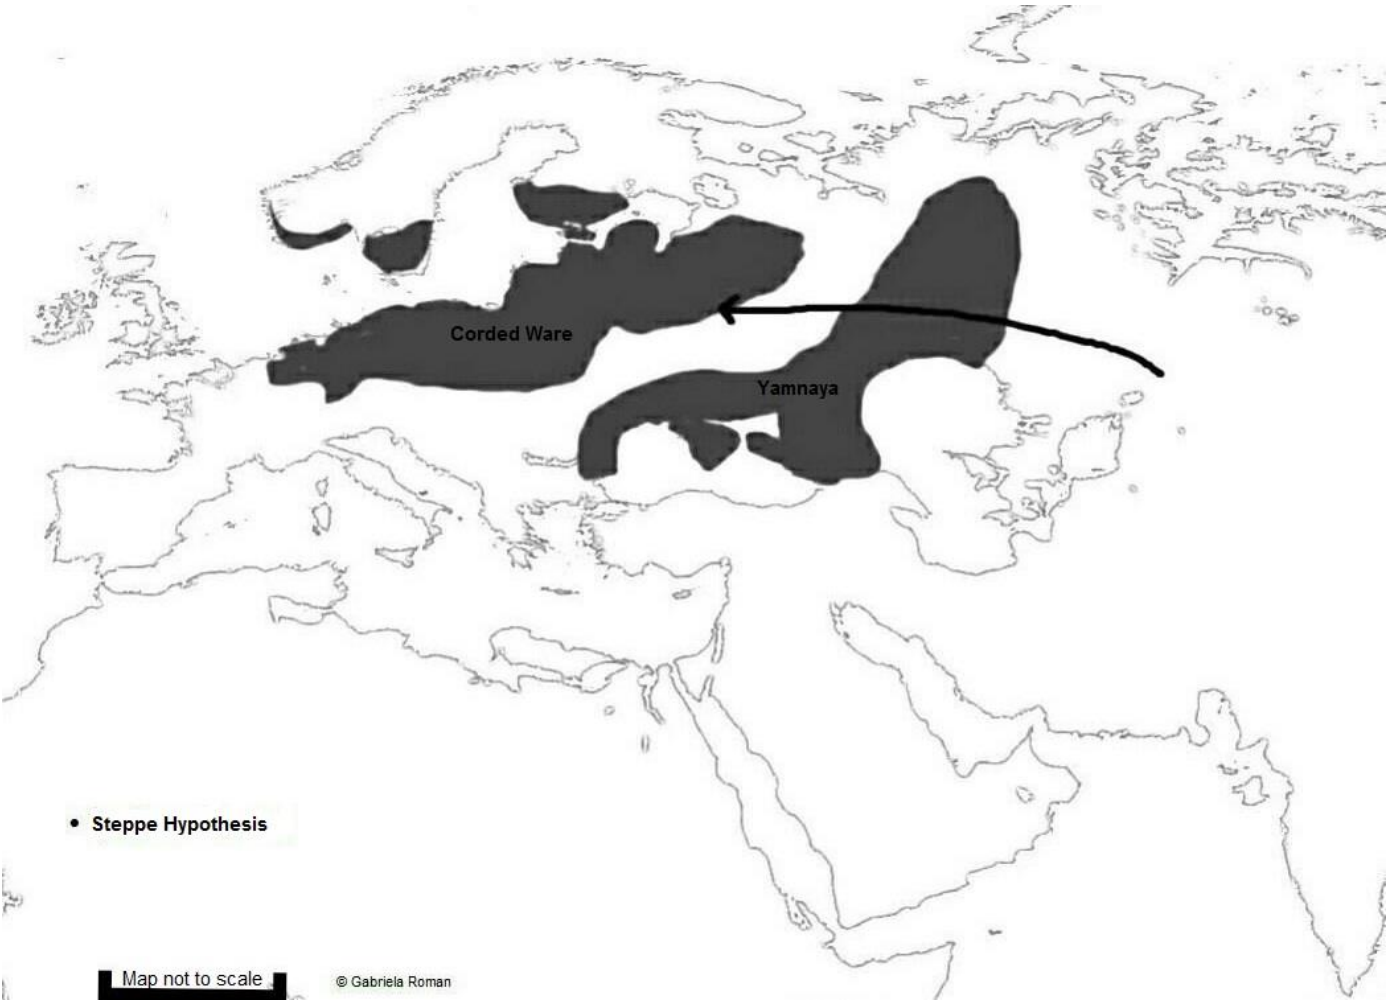 Corded Ware
Yamnaya
• Steppe Hypothesis
Map not to scale
© Gabriela Roman